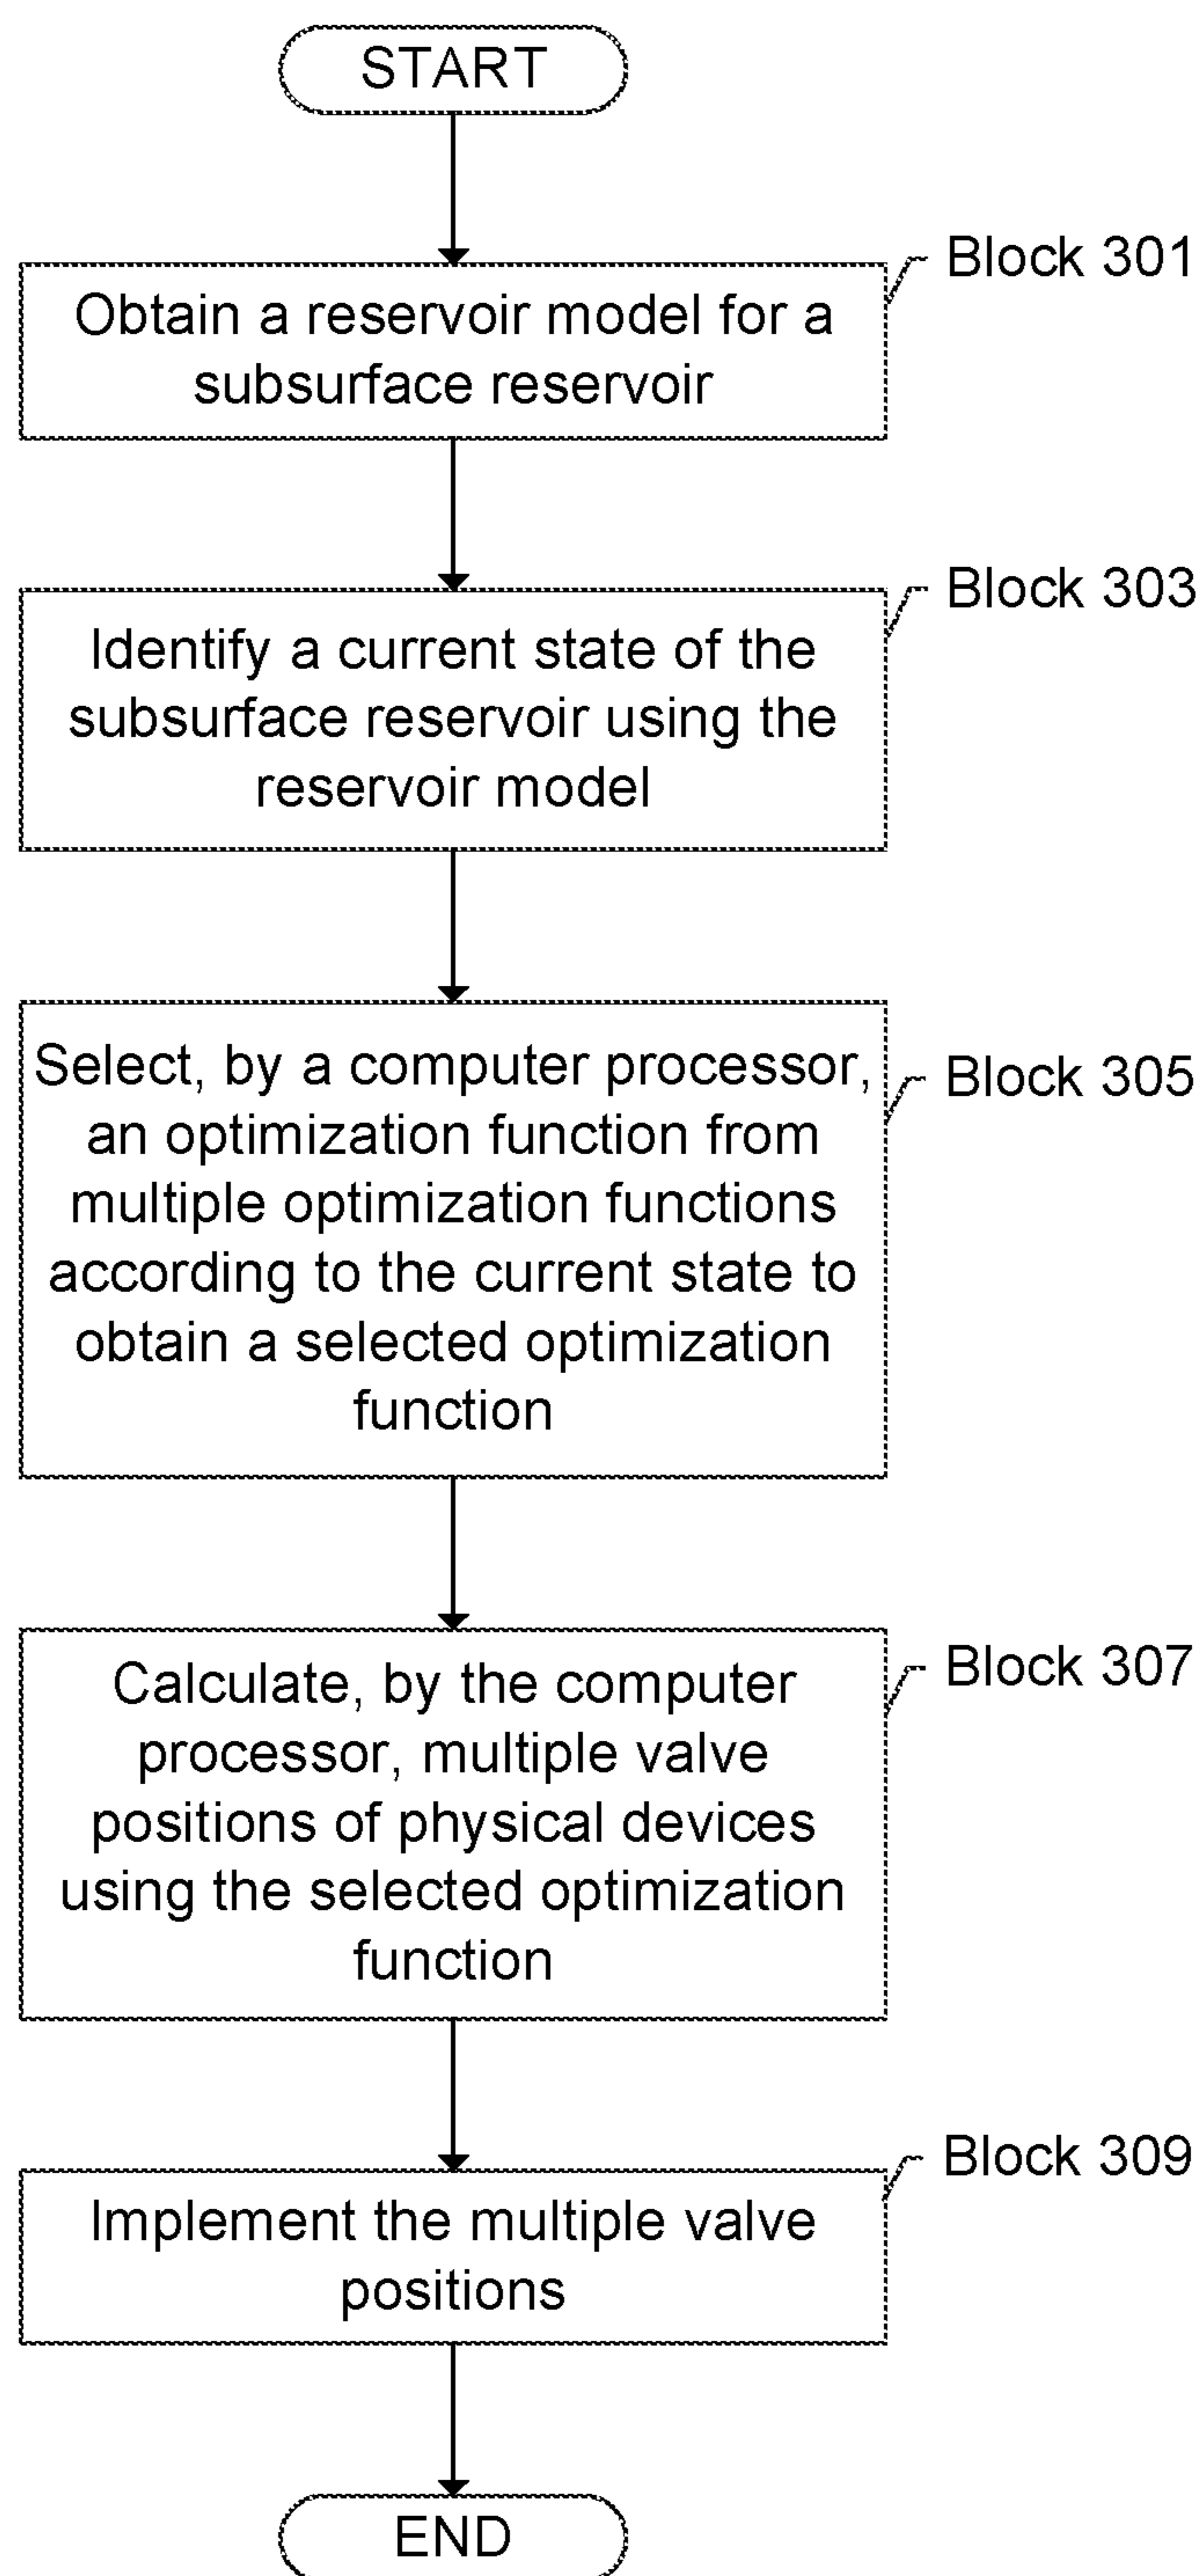 START
Block 301
Obtain a reservoir model for a
subsurface reservoir
Block 303
Identify a current state of the
subsurface reservoir using the
reservoir model
Block 305
Select, by a computer processor,
an optimization function from
multiple optimization functions
according to the current state to
obtain a selected optimization
function
Block 307
Calculate, by the computer
processor, multiple valve
positions of physical devices
using the selected optimization
function
Block 309
Implement the multiple valve
positions
END